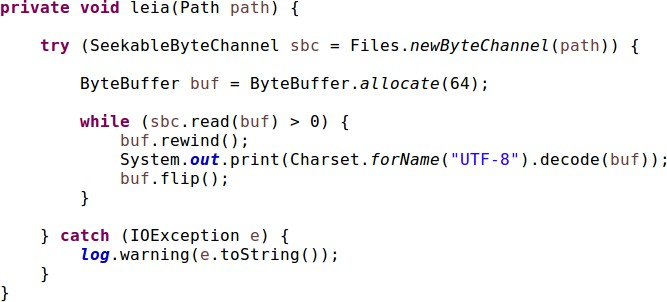 private void leia(Path path) {
try (SeekableByteChannel sbc = Files.newByteChannel(path)) {
ByteBuffer buf = ByteBuffer.allocate(64);
while (sbc.read(buf) > 0) {
buf.rewind();
System.out.print(Charset.forName("UTF-8").decode(buf));
buf.flip();
}
} catch (IOException e) {
log.warning(e.toString());
}
}